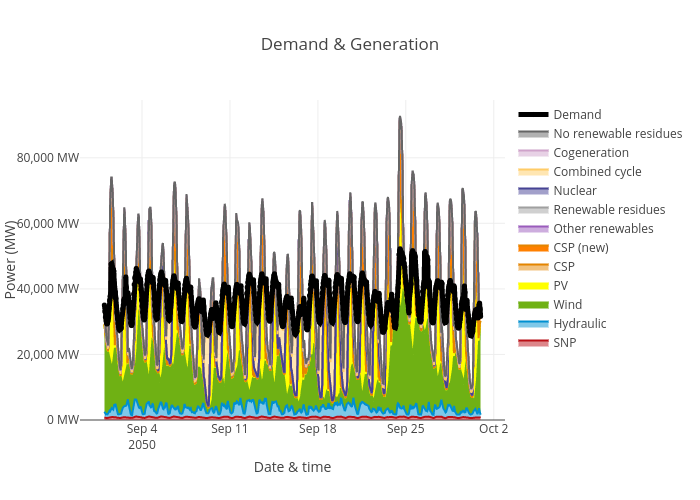 Demand & Generation
Power (MW)
80,000 MW
60,000 MW
40,000 MW
20,000 MW
0 MW
Sep 4
2050
Sep 11
Sep 18
Sep 25
Oct 2
Date & time
Demand
No renewable residues
Cogeneration
Combined cycle
Nuclear
Renewable residues
Other renewables
CSP (new)
CSP
PV
Wind
Hydraulic
SNP